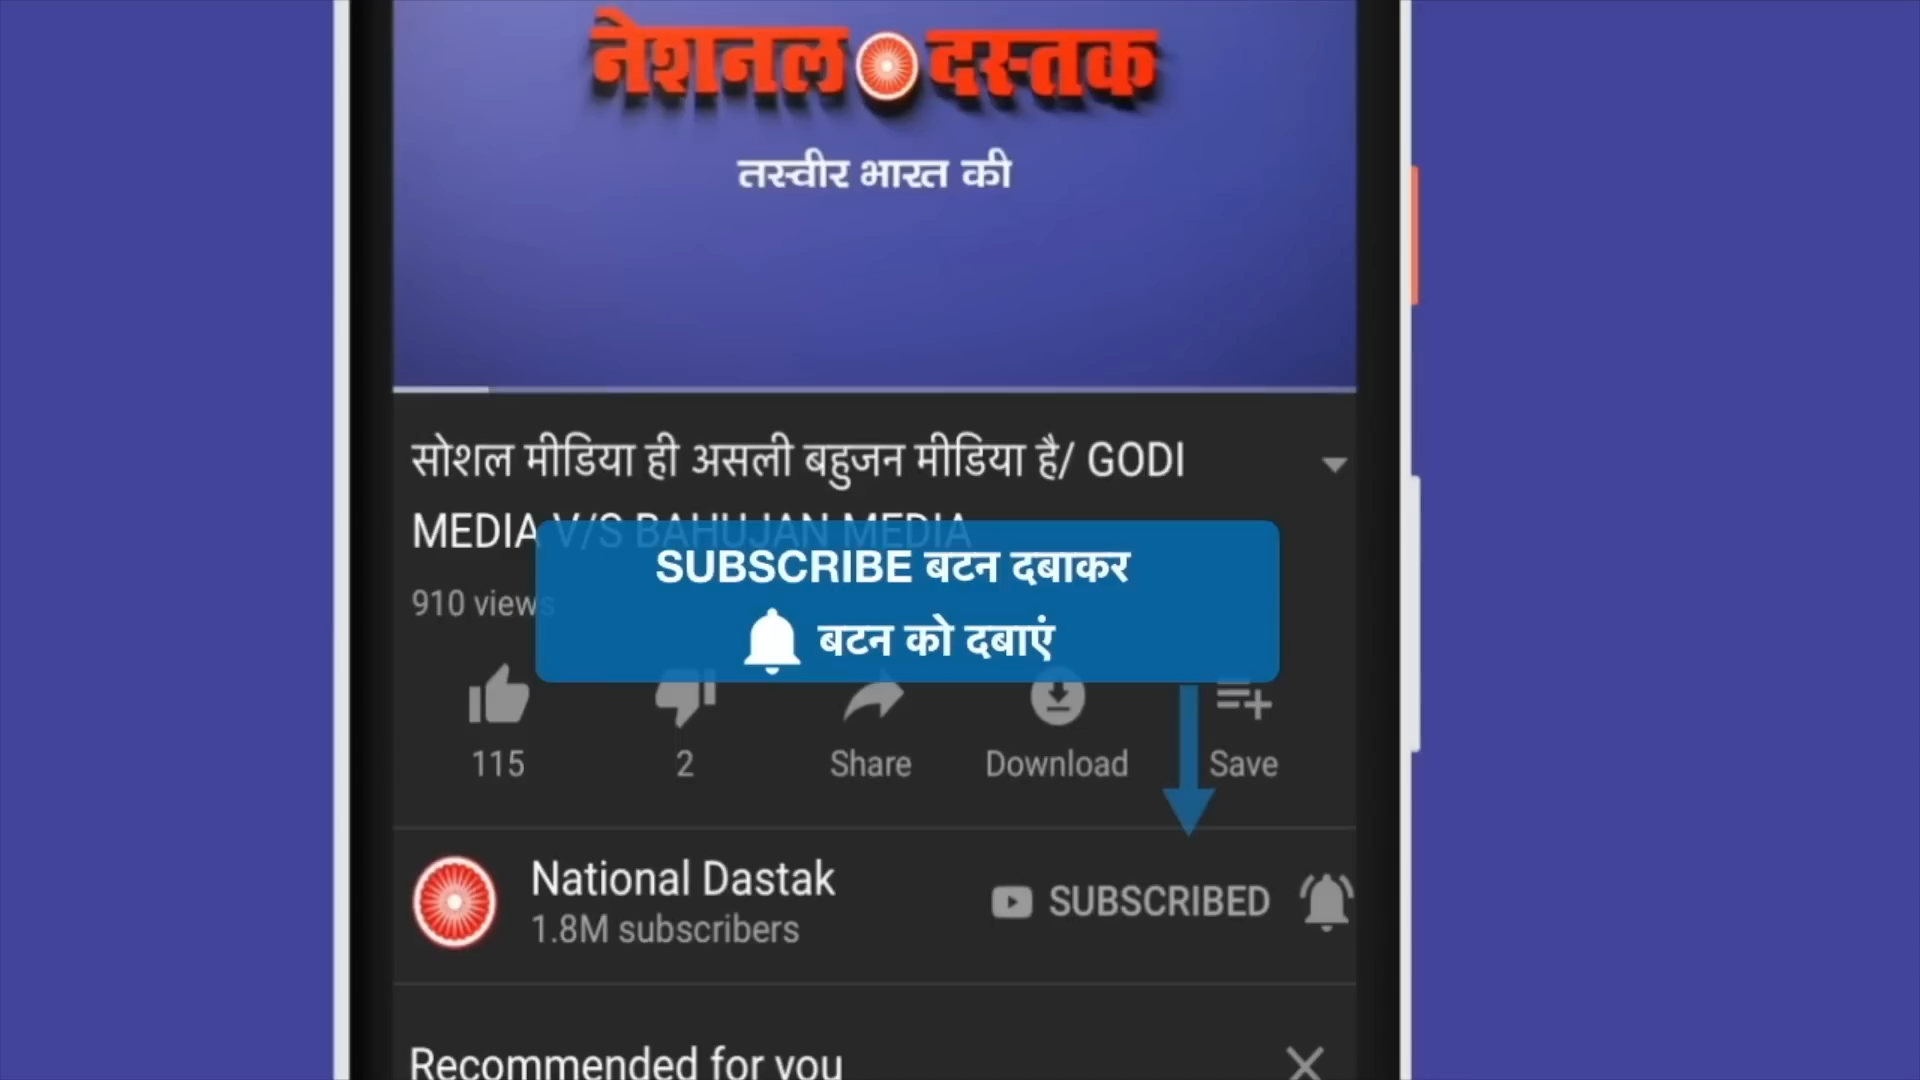 नेशनल दस्तक
तस्वीर भारत की
सोशल मीडिया ही असली बहुजन मीडिया है/ GODI
MEDIA V/S BAHUJAN MEDIA
910 views
SUBSCRIBE बटन दबाकर
बटन को दबाएं
115
2
Share
Download
Save
National Dastak
1.8M subscribers
SUBSCRIBED
Recommended for you